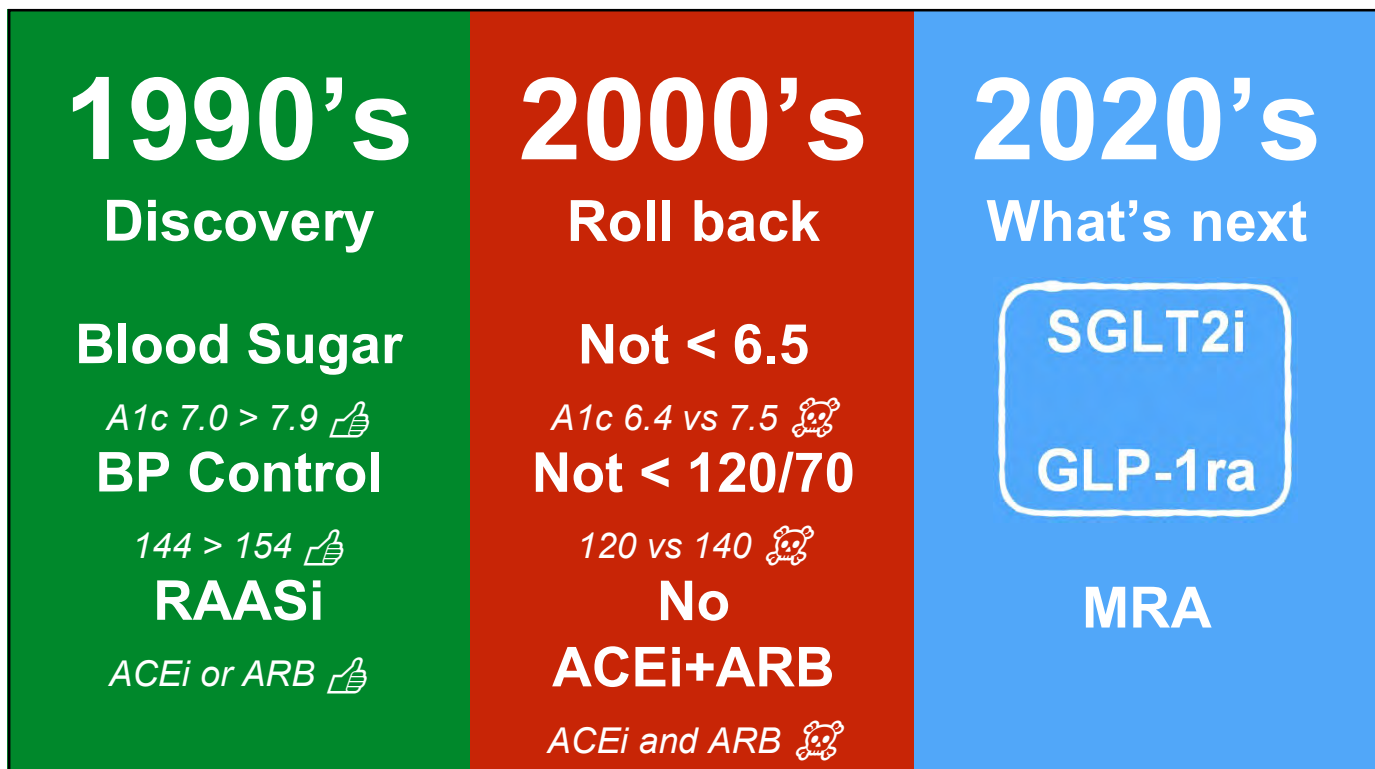 1990’s
Discovery
Blood Sugar
A1c 7.0 > 7.9 👍
BP Control
144 > 154 👍
RAASi
ACEi or ARB 👍
2000’s
Roll back
Not < 6.5
A1c 6.4 vs 7.5 ☠
Not < 120/70
120 vs 140 ☠
No
ACEi+ARB
ACEi and ARB ☠
2020’s
What’s next
SGLT2i
GLP-1ra
MRA